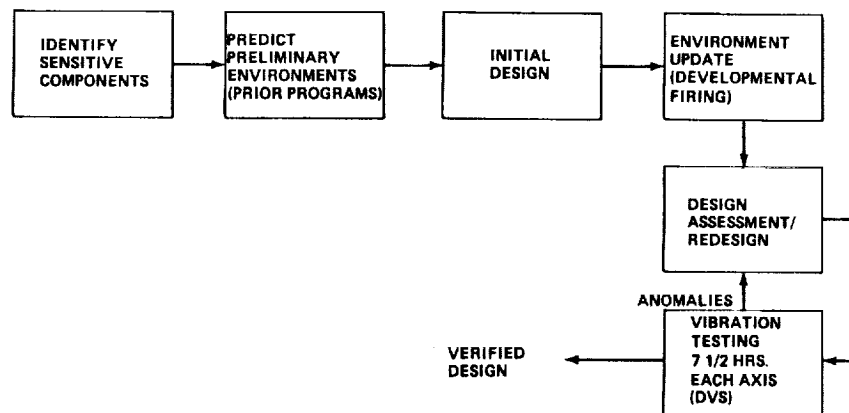 IDENTIFY
SENSITIVE
COMPONENTS
PREDICT
PRELIMINARY
ENVIRONMENTS
(PRIOR PROGRAMS)
INITIAL
DESIGN
ENVIRONMENT
UPDATE
(DEVELOPMENTAL
FIRING)
DESIGN
ASSESSMENT/
REDESIGN
ANOMALIES
VIBRATION
TESTING
7 1/2 HRS.
EACH AXIS
(DVS)
VERIFIED
DESIGN